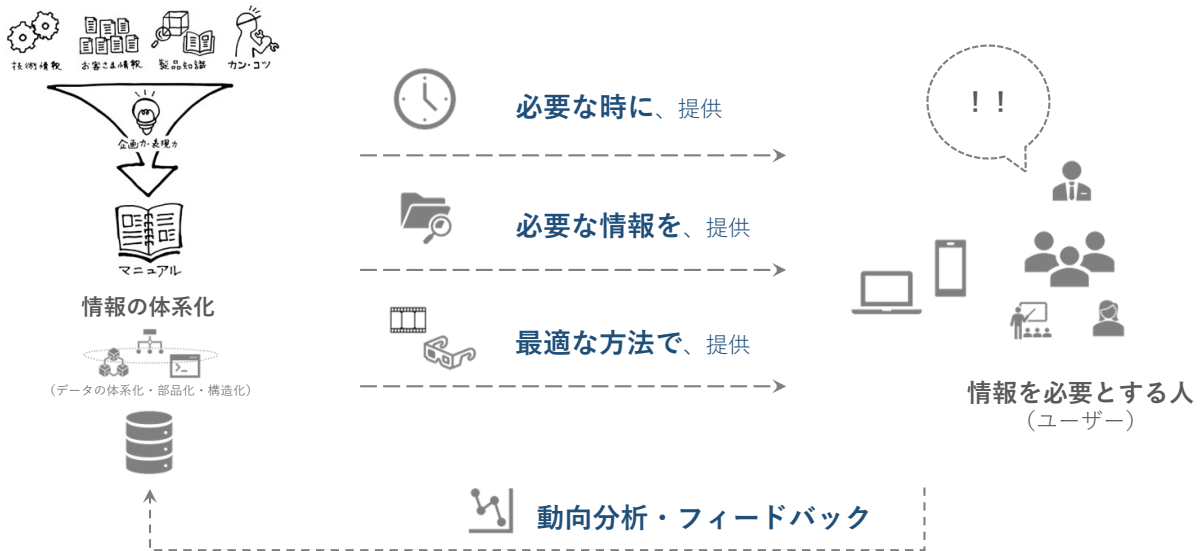 技術情報
お客さま情報
製品知識
カン・コツ
企画力・表現力
マニュアル
情報の体系化
（データの体系化・部品化・構造化）
必要な時に、提供
必要な情報を、提供
最適な方法で、提供
！！
情報を必要とする人
（ユーザー）
動向分析・フィードバック